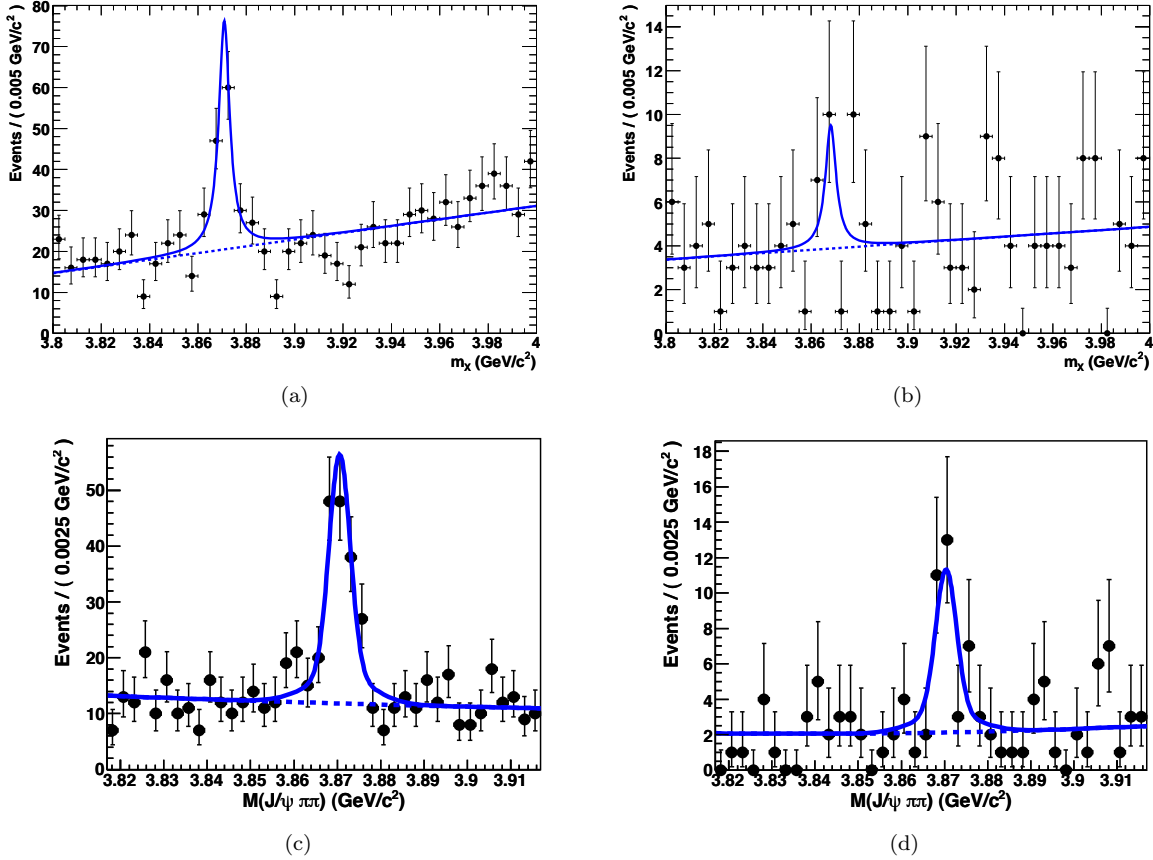 Events / ( 0.005 GeV/c² )
80
70
60
50
40
30
20
10
0
3.8 3.82 3.84 3.86 3.88 3.9 3.92 3.94 3.96 3.98 4
mX (GeV/c²)
(a)
Events / ( 0.005 GeV/c² )
14
12
10
8
6
4
2
0
3.8 3.82 3.84 3.86 3.88 3.9 3.92 3.94 3.96 3.98 4
mX (GeV/c²)
(b)
Events / ( 0.0025 GeV/c² )
50
40
30
20
10
0
3.82 3.83 3.84 3.85 3.86 3.87 3.88 3.89 3.9 3.91
M(J/ψ ππ) (GeV/c²)
(c)
Events / ( 0.0025 GeV/c² )
18
16
14
12
10
8
6
4
2
0
3.82 3.83 3.84 3.85 3.86 3.87 3.88 3.89 3.9 3.91
M(J/ψ ππ) (GeV/c²)
(d)